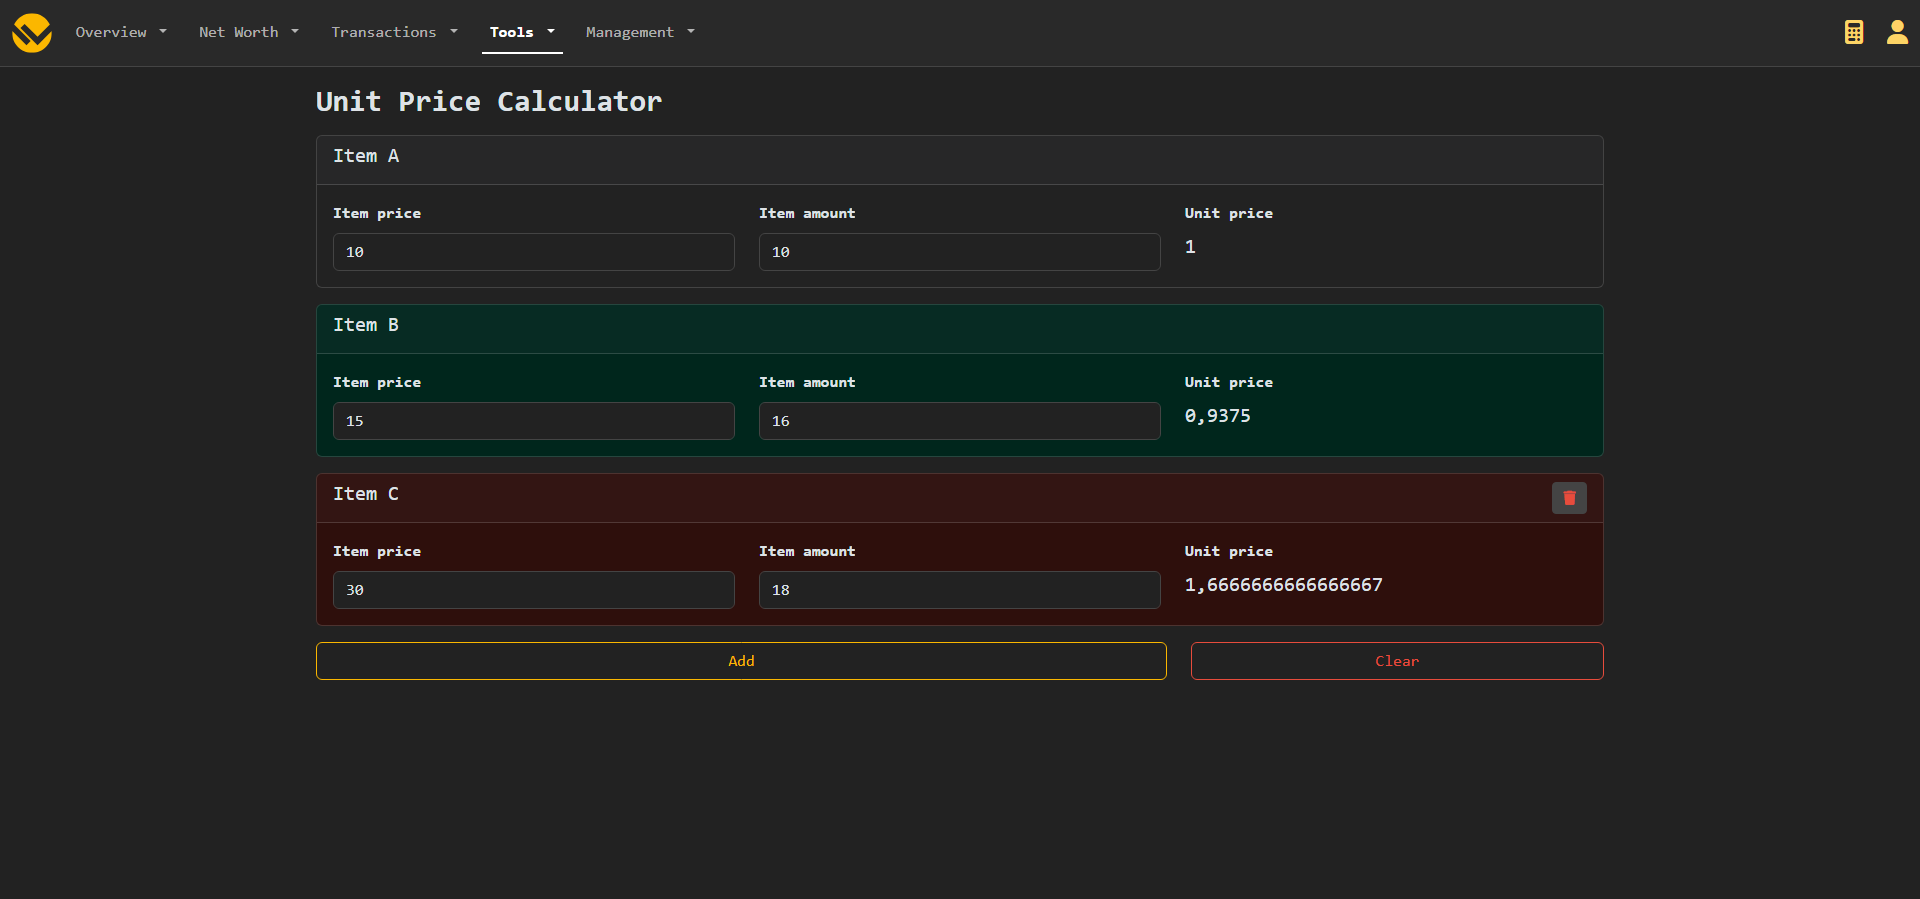 Overview Net Worth Transactions Tools Management
Unit Price Calculator
Item A
Item price Item amount Unit price
10 10 1
Item B
Item price Item amount Unit price
15 16 0,9375
Item C
Item price Item amount Unit price
30 18 1,6666666666666667
Add Clear